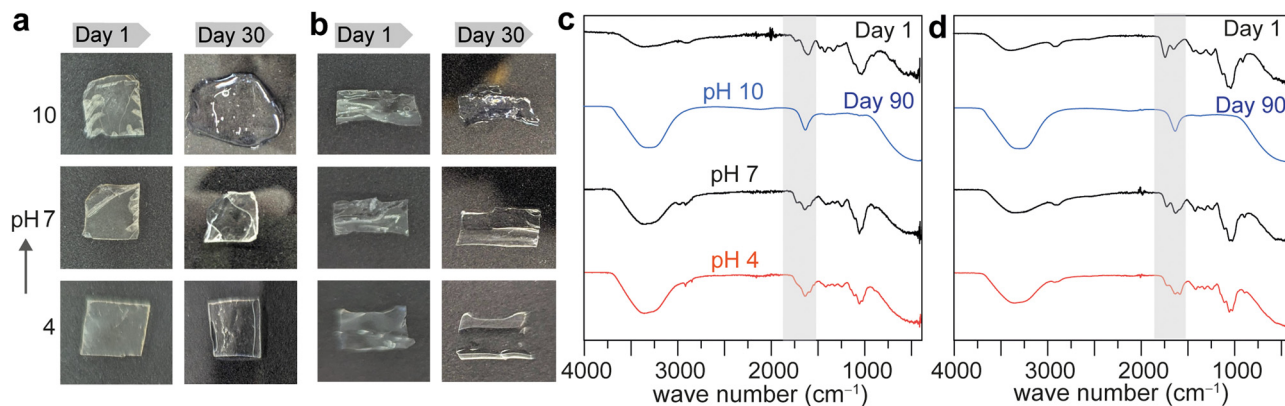 a
Day 1
Day 30
b
Day 1
Day 30
10
pH 7
4
c
Day 1
pH 10
Day 90
pH 7
pH 4
4000
3000
2000
1000
wave number (cm⁻¹)
d
Day 1
Day 90
4000
3000
2000
1000
wave number (cm⁻¹)